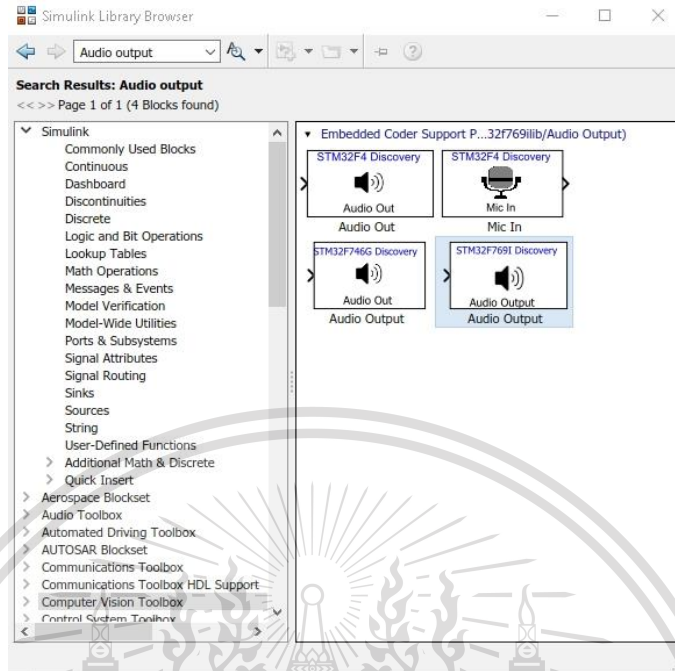 Simulink Library Browser
Audio output
Search Results: Audio output
<< >> Page 1 of 1 (4 Blocks found)
Simulink
Commonly Used Blocks
Continuous
Dashboard
Discontinuities
Discrete
Logic and Bit Operations
Lookup Tables
Math Operations
Messages & Events
Model Verification
Model-Wide Utilities
Ports & Subsystems
Signal Attributes
Signal Routing
Sinks
Sources
String
User-Defined Functions
Additional Math & Discrete
Quick Insert
Aerospace Blockset
Audio Toolbox
Automated Driving Toolbox
AUTOSAR Blockset
Communications Toolbox
Communications Toolbox HDL Support
Computer Vision Toolbox
Control System Toolbox
Embedded Coder Support P...32f769ilib/Audio Output)
STM32F4 Discovery
Audio Out
Audio Out
STM32F4 Discovery
Mic In
Mic In
STM32F746G Discovery
Audio Out
Audio Output
STM32F769I Discovery
Audio Output
Audio Output